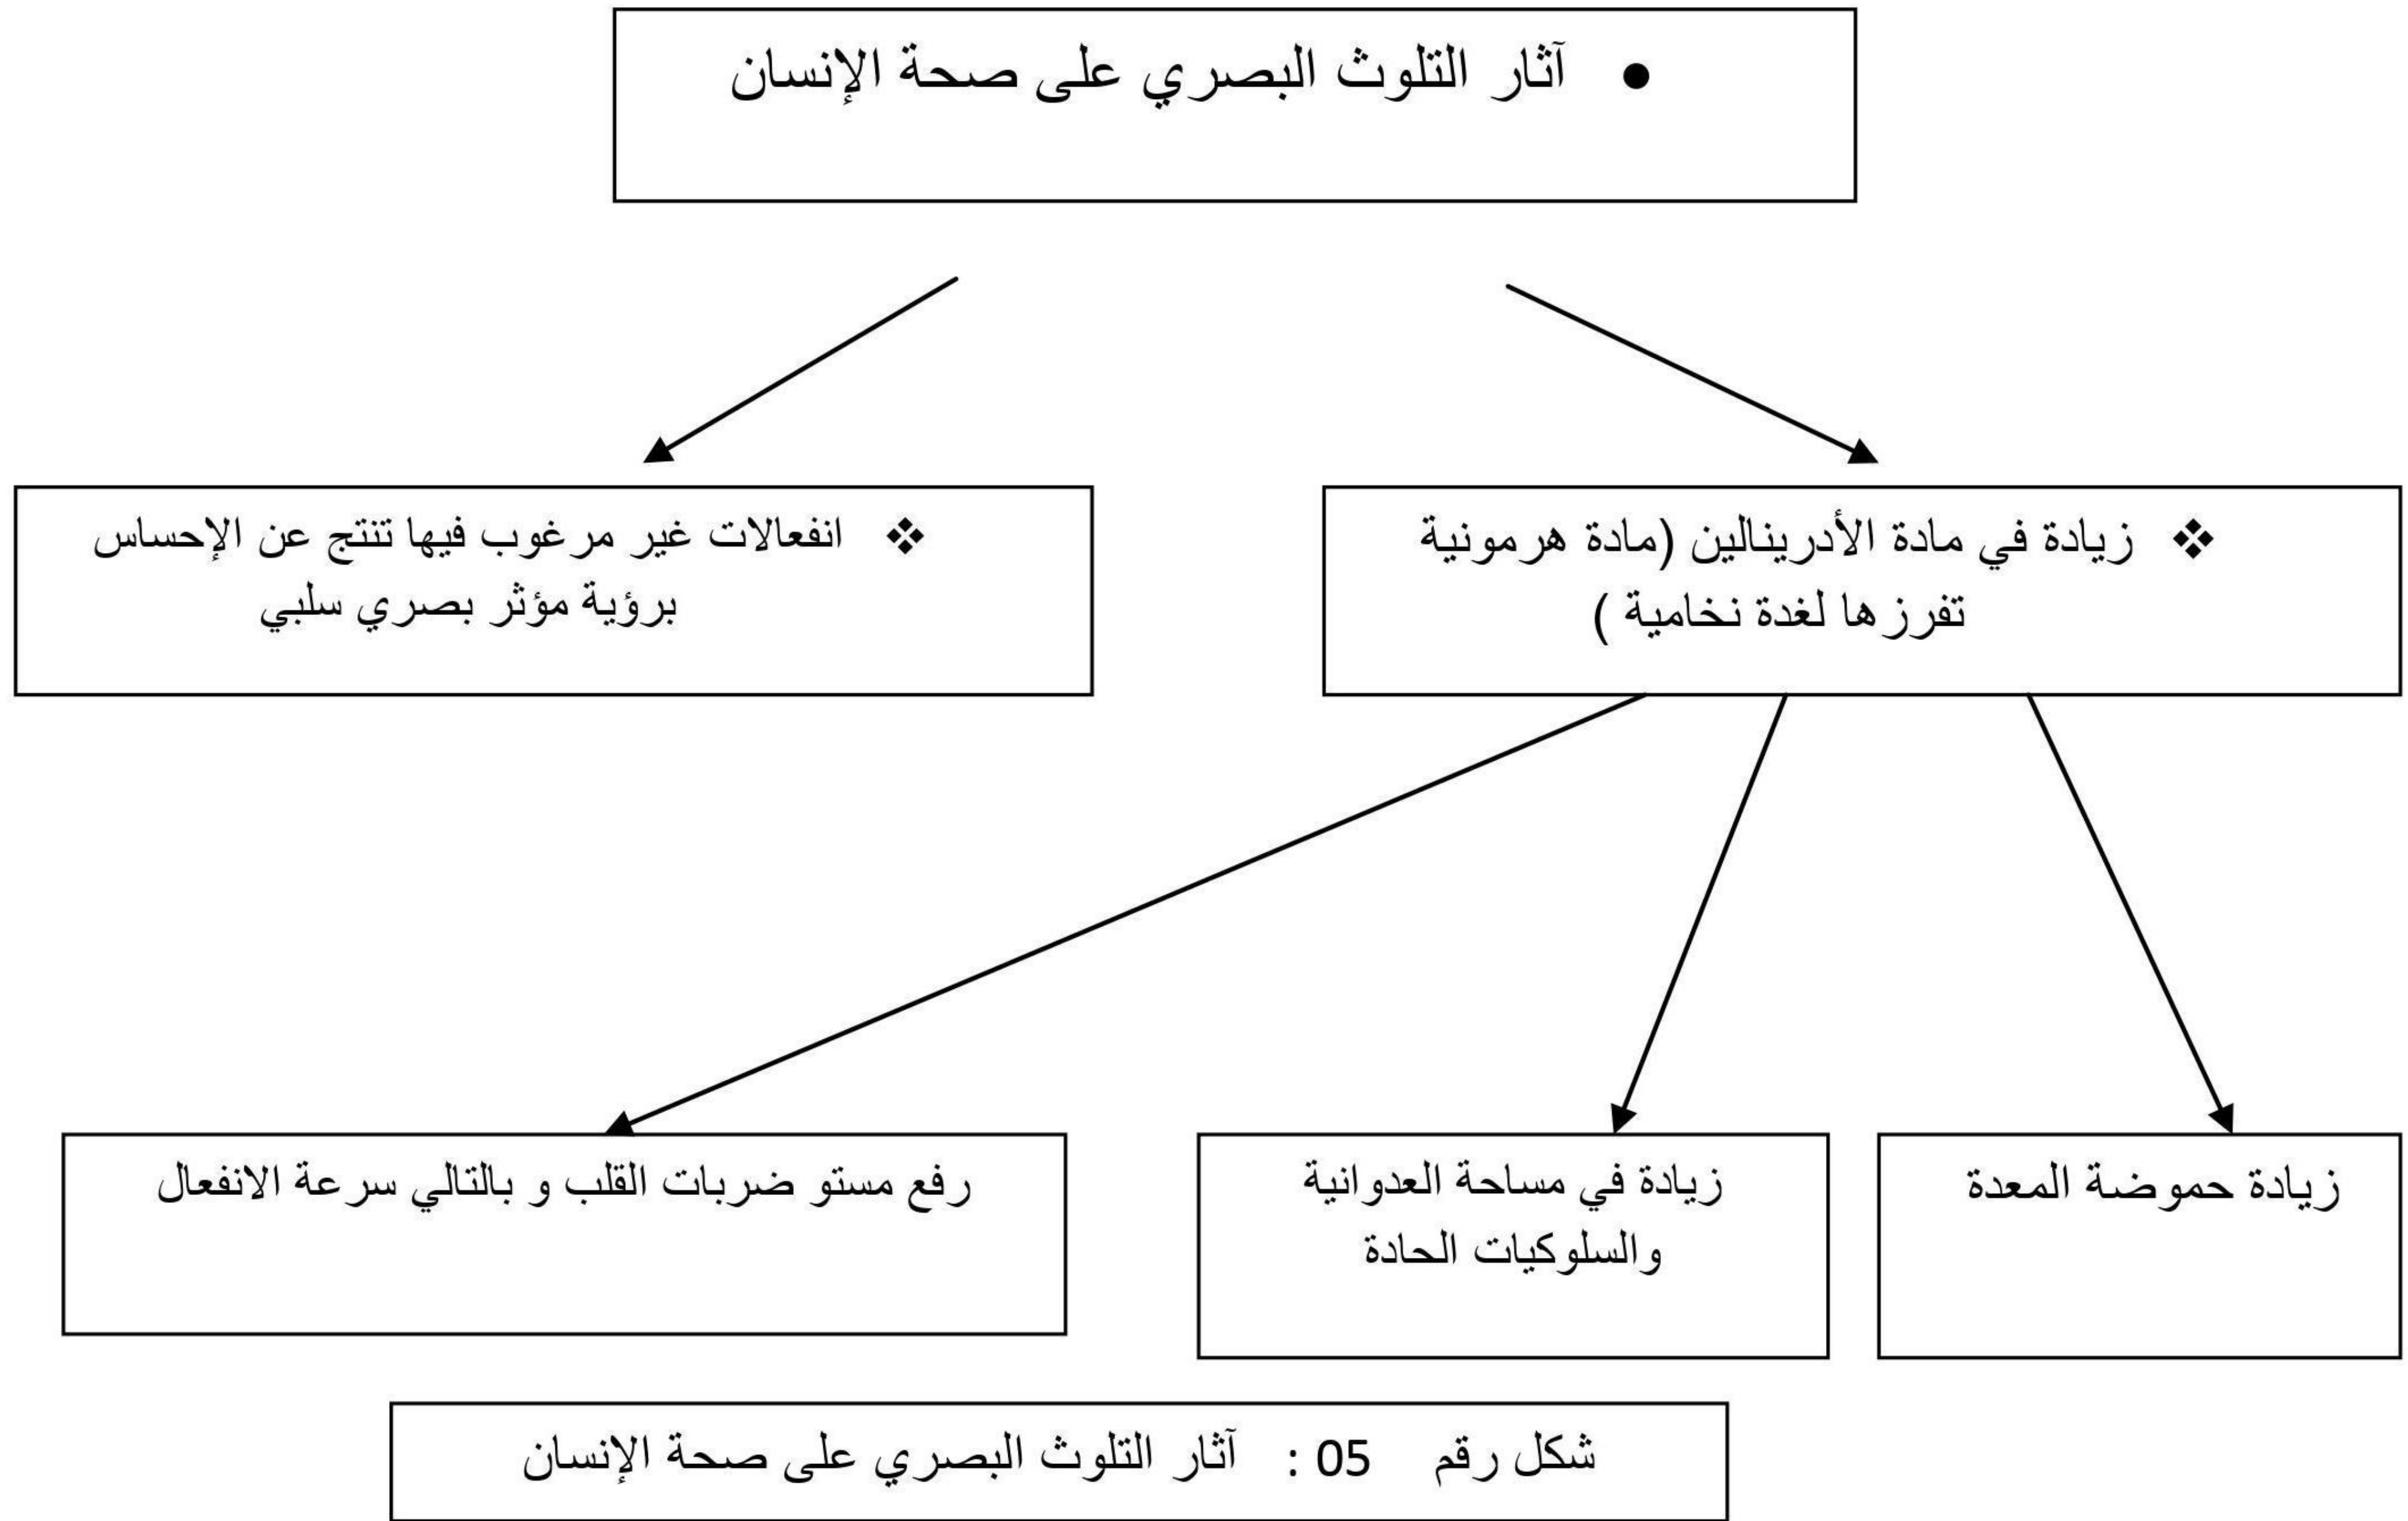 • آثار التلوث البصري على صحة الإنسان
❖ زيادة في مادة الأدرينالين (مادة هرمونية
تفرزها لغدة نخامية )
❖ انفعالات غير مرغوب فيها تنتج عن الإحساس
برؤية مؤثر بصري سلبي
زيادة حموضة المعدة
زيادة في مساحة العدوانية
والسلوكيات الحادة
رفع مستو ضربات القلب و بالتالي سرعة الانفعال
شكل رقم 05 : آثار التلوث البصري على صحة الإنسان